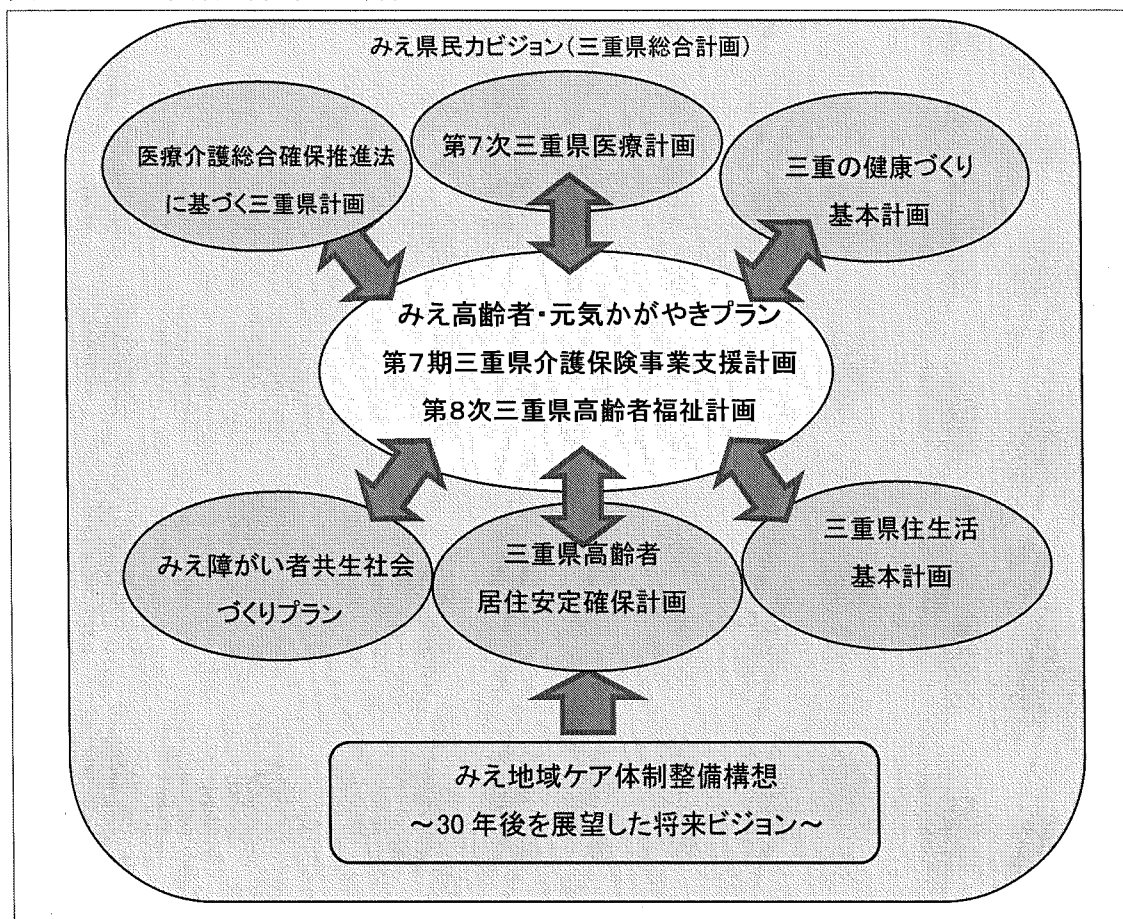 みえ県民力ビジョン(三重県総合計画)
医療介護総合確保推進法
に基づく三重県計画
第7次三重県医療計画
三重の健康づくり
基本計画
みえ高齢者・元気かがやきプラン
第7期三重県介護保険事業支援計画
第8次三重県高齢者福祉計画
みえ障がい者共生社会
づくりプラン
三重県高齢者
居住安定確保計画
三重県住生活
基本計画
みえ地域ケア体制整備構想
~30年後を展望した将来ビジョン~